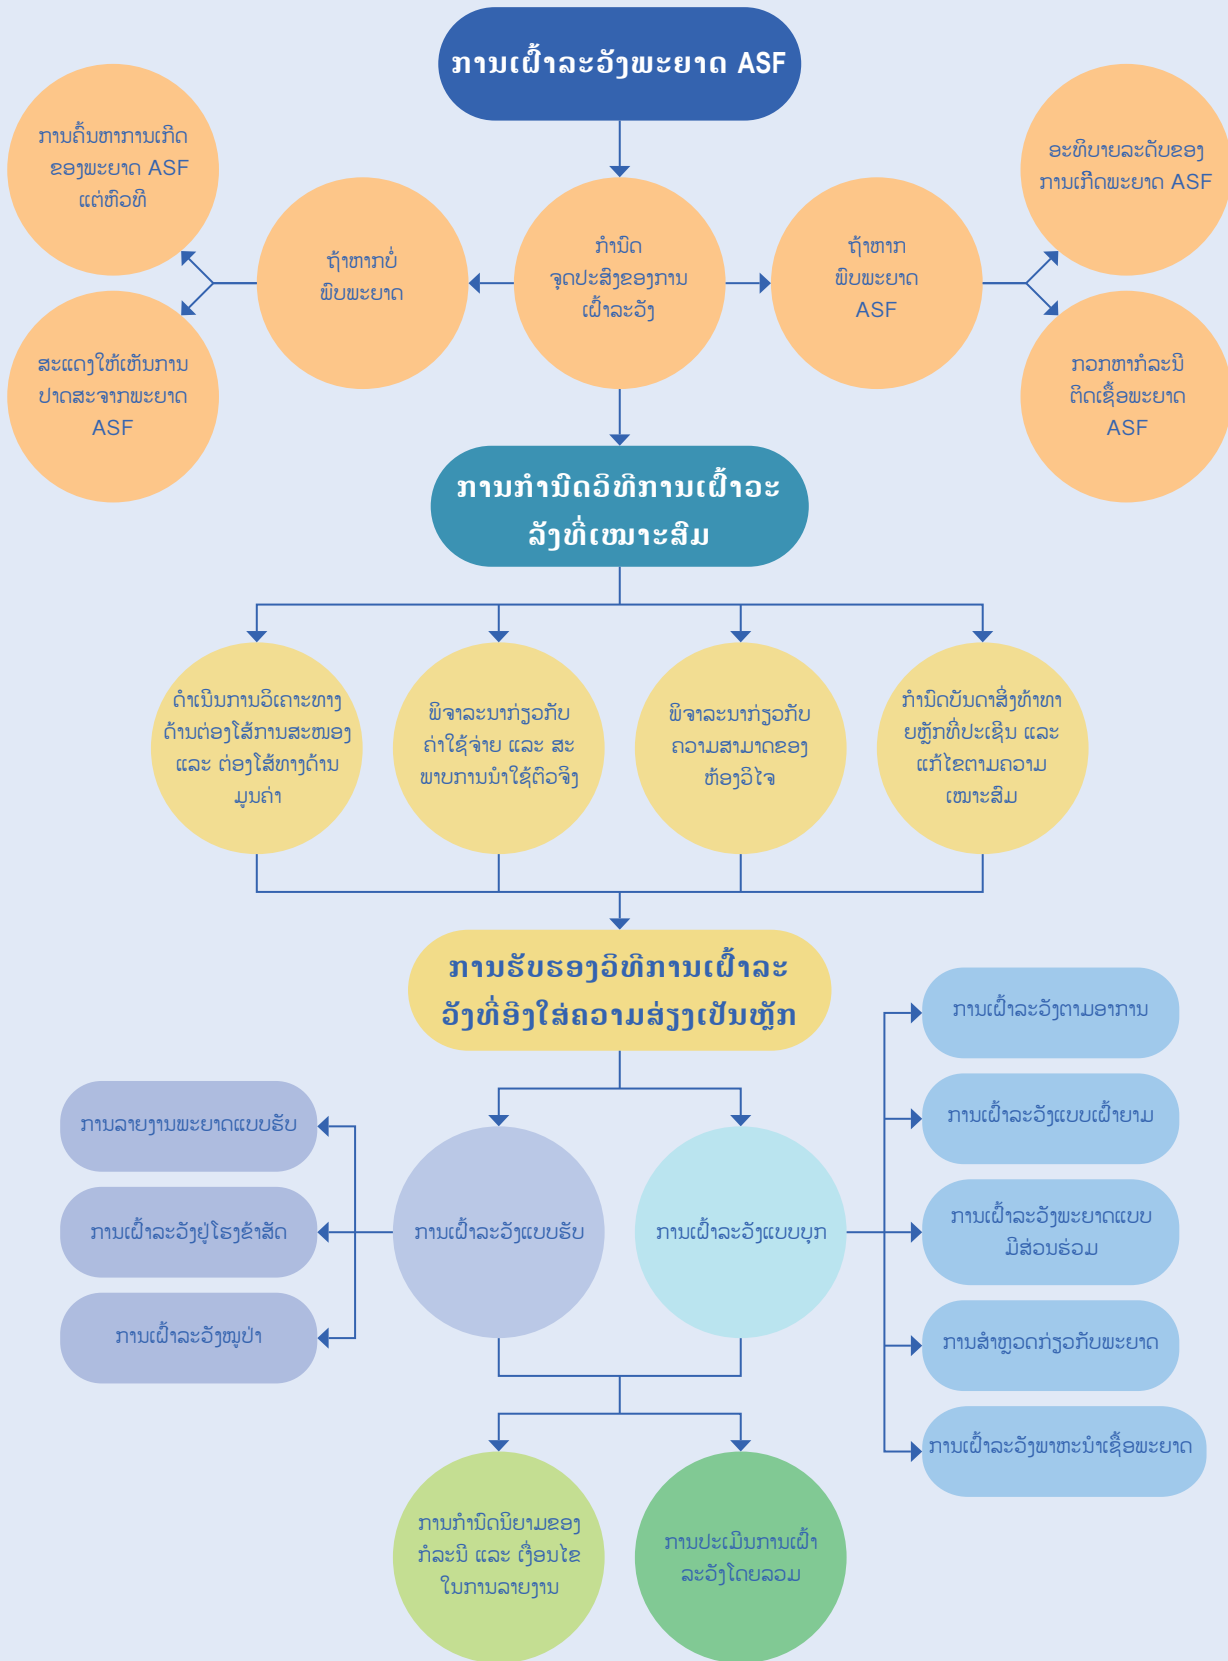 ການເຝົ້າລະວັງພະຍາດ ASF
ການຄົ້ນຫາການເກີດ
ຂອງພະຍາດ ASF
ແຕ່ຫົວທີ
ສະແດງໃຫ້ເຫັນການ
ປາດສະຈາກພະຍາດ
ASF
ຖ້າຫາກບໍ່
ພົບພະຍາດ
ກຳນົດ
ຈຸດປະສົງຂອງການ
ເຝົ້າລະວັງ
ຖ້າຫາກ
ພົບພະຍາດ
ASF
ອະທິບາຍລະດັບຂອງ
ການເກີດພະຍາດ ASF
ກວກຫາກໍລະນີ
ຕິດເຊື້ອພະຍາດ
ASF
ການກຳນົດວິທີການເຝົ້າວະ
ລັງທີ່ເໝາະສົມ
ດຳເນີນການວິເຄາະທາງ
ດ້ານຕ່ອງໂສ້ການສະໜອງ
ແລະ ຕ່ອງໂສ້ທາງດ້ານ
ມູນຄ່າ
ພິຈາລະນາກ່ຽວກັບ
ຄ່າໃຊ້ຈ່າຍ ແລະ ສະ
ພາບການນຳໃຊ້ຕົວຈິງ
ພິຈາລະນາກ່ຽວກັບ
ຄວາມສາມາດຂອງ
ຫ້ອງວິໄຈ
ກຳນົດບັນດາສິ່ງທ້າທາ
ຍຫຼັກທີ່ປະເຊີນ ແລະ
ແກ້ໄຂຕາມຄວາມ
ເໝາະສົມ
ການຮັບຮອງວິທີການເຝົ້າລະ
ວັງທີ່ອີງໃສ່ຄວາມສ່ຽງເປັນຫຼັກ
ການລາຍງານພະຍາດແບບຮັບ
ການເຝົ້າລະວັງຢູ່ໂຮງຂ້າສັດ
ການເຝົ້າລະວັງໝູປ່າ
ການເຝົ້າລະວັງແບບຮັບ
ການເຝົ້າລະວັງແບບບຸກ
ການເຝົ້າລະວັງຕາມອາການ
ການເຝົ້າລະວັງແບບເຝົ້າຍາມ
ການເຝົ້າລະວັງພະຍາດແບບ
ມີສ່ວນຮ່ວມ
ການສຳຫຼວດກ່ຽວກັບພະຍາດ
ການເຝົ້າລະວັງພາຫະນຳເຊື້ອພະຍາດ
ການກຳນົດນິຍາມຂອງ
ກໍລະນີ ແລະ ເງື່ອນໄຂ
ໃນການລາຍງານ
ການປະເມີນການເຝົ້າ
ລະວັງໂດຍລວມ